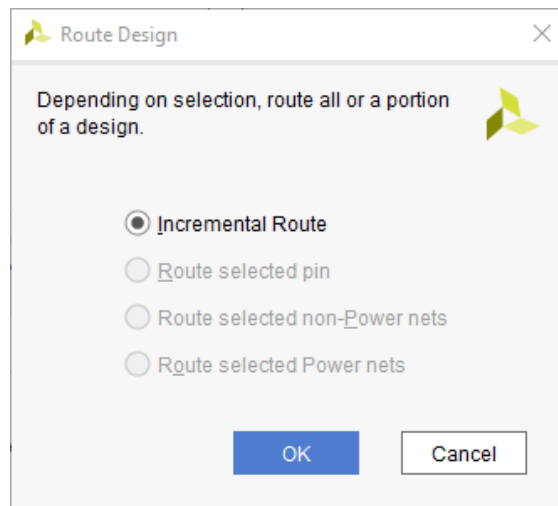 Route Design
Depending on selection, route all or a portion
of a design.
Incremental Route
Route selected pin
Route selected non-Power nets
Route selected Power nets
OK
Cancel